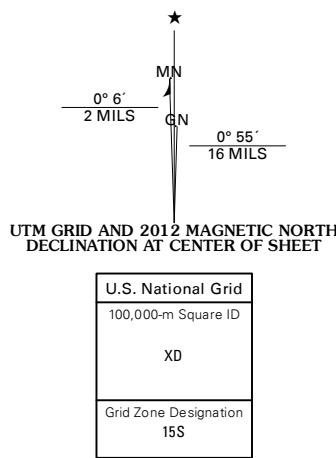 ★
MN
0° 6´
2 MILS
GN
0° 55´
16 MILS
UTM GRID AND 2012 MAGNETIC NORTH
DECLINATION AT CENTER OF SHEET
U.S. National Grid
100,000-m Square ID
XD
Grid Zone Designation
15S